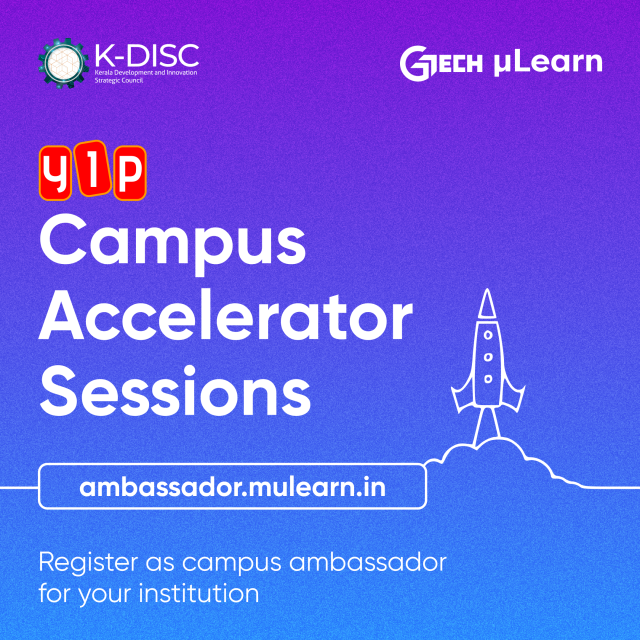 K-DISC
Kerala Development and Innovation
Strategic Council
GTECH µLearn
y1p
Campus
Accelerator
Sessions
ambassador.mulearn.in
Register as campus ambassador
for your institution